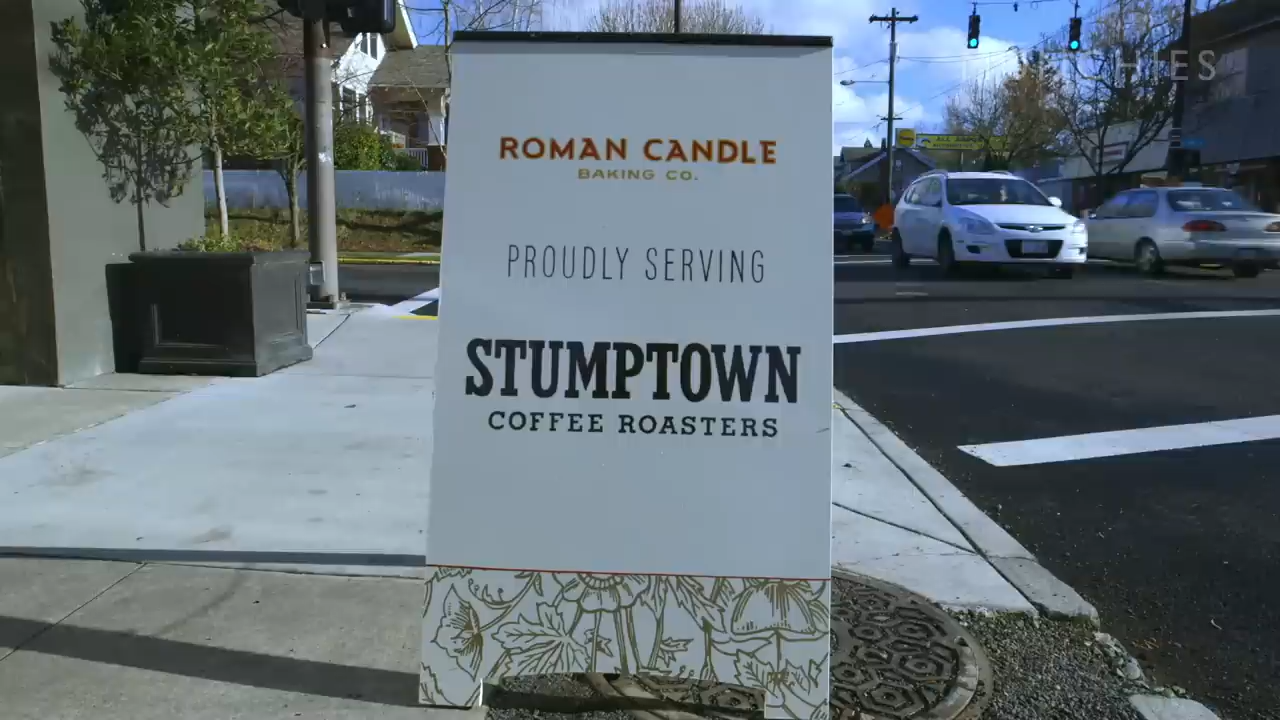 ROMAN CANDLE
BAKING CO.
PROUDLY SERVING
STUMPTOWN
COFFEE ROASTERS